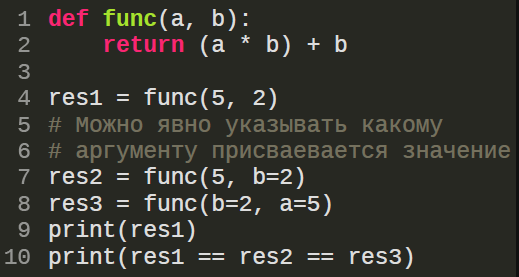 1 def func(a, b):
2     return (a * b) + b
3
4 res1 = func(5, 2)
5 # Можно явно указывать какому
6 # аргументу присваевается значение
7 res2 = func(5, b=2)
8 res3 = func(b=2, a=5)
9 print(res1)
10 print(res1 == res2 == res3)